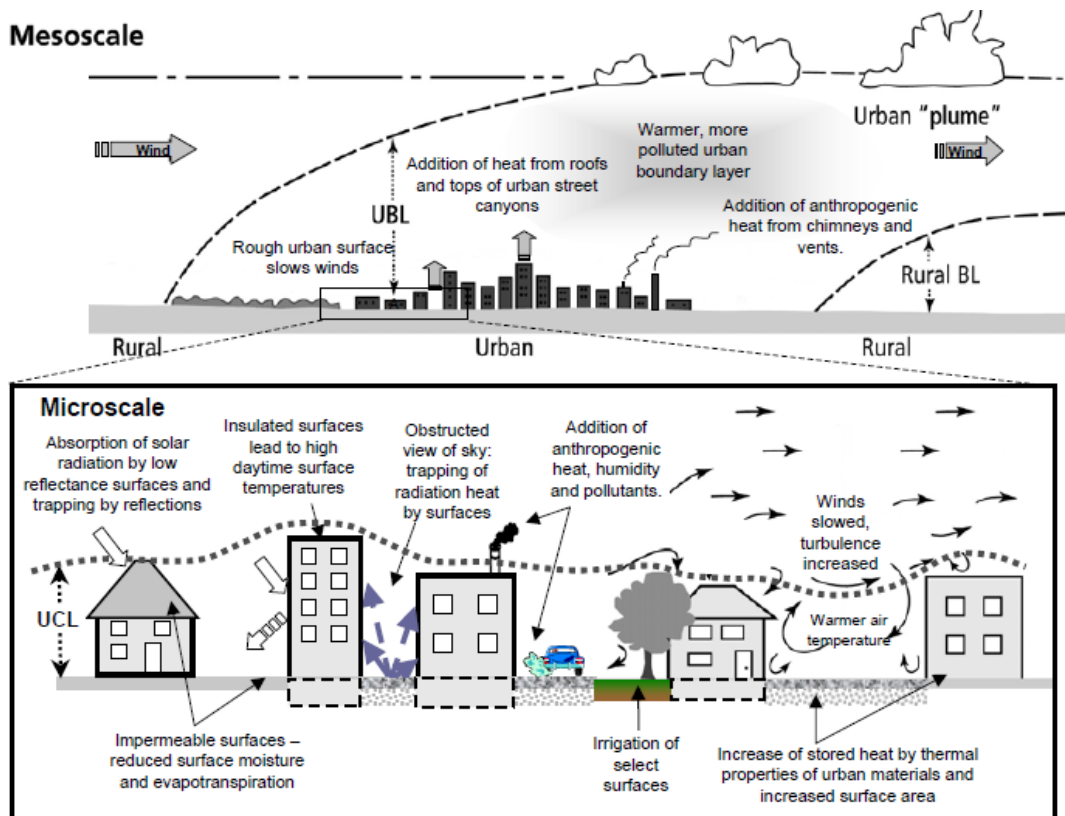 Mesoscale
Wind
UBL
Rough urban surface
slows winds
Addition of heat from roofs
and tops of urban street
canyons
Warmer, more
polluted urban
boundary layer
Urban "plume"
Wind
Addition of anthropogenic
heat from chimneys and
vents.
Rural BL
Rural
Urban
Rural
Microscale
Absorption of solar
radiation by low
reflectance surfaces and
trapping by reflections
Insulated surfaces
lead to high
daytime surface
temperatures
Obstructed
view of sky:
trapping of
radiation heat
by surfaces
Addition of
anthropogenic
heat, humidity
and pollutants.
Winds
slowed,
turbulence
increased
UCL
Warmer air
temperature
Impermeable surfaces –
reduced surface moisture
and evapotranspiration
Irrigation of
select
surfaces
Increase of stored heat by thermal
properties of urban materials and
increased surface area